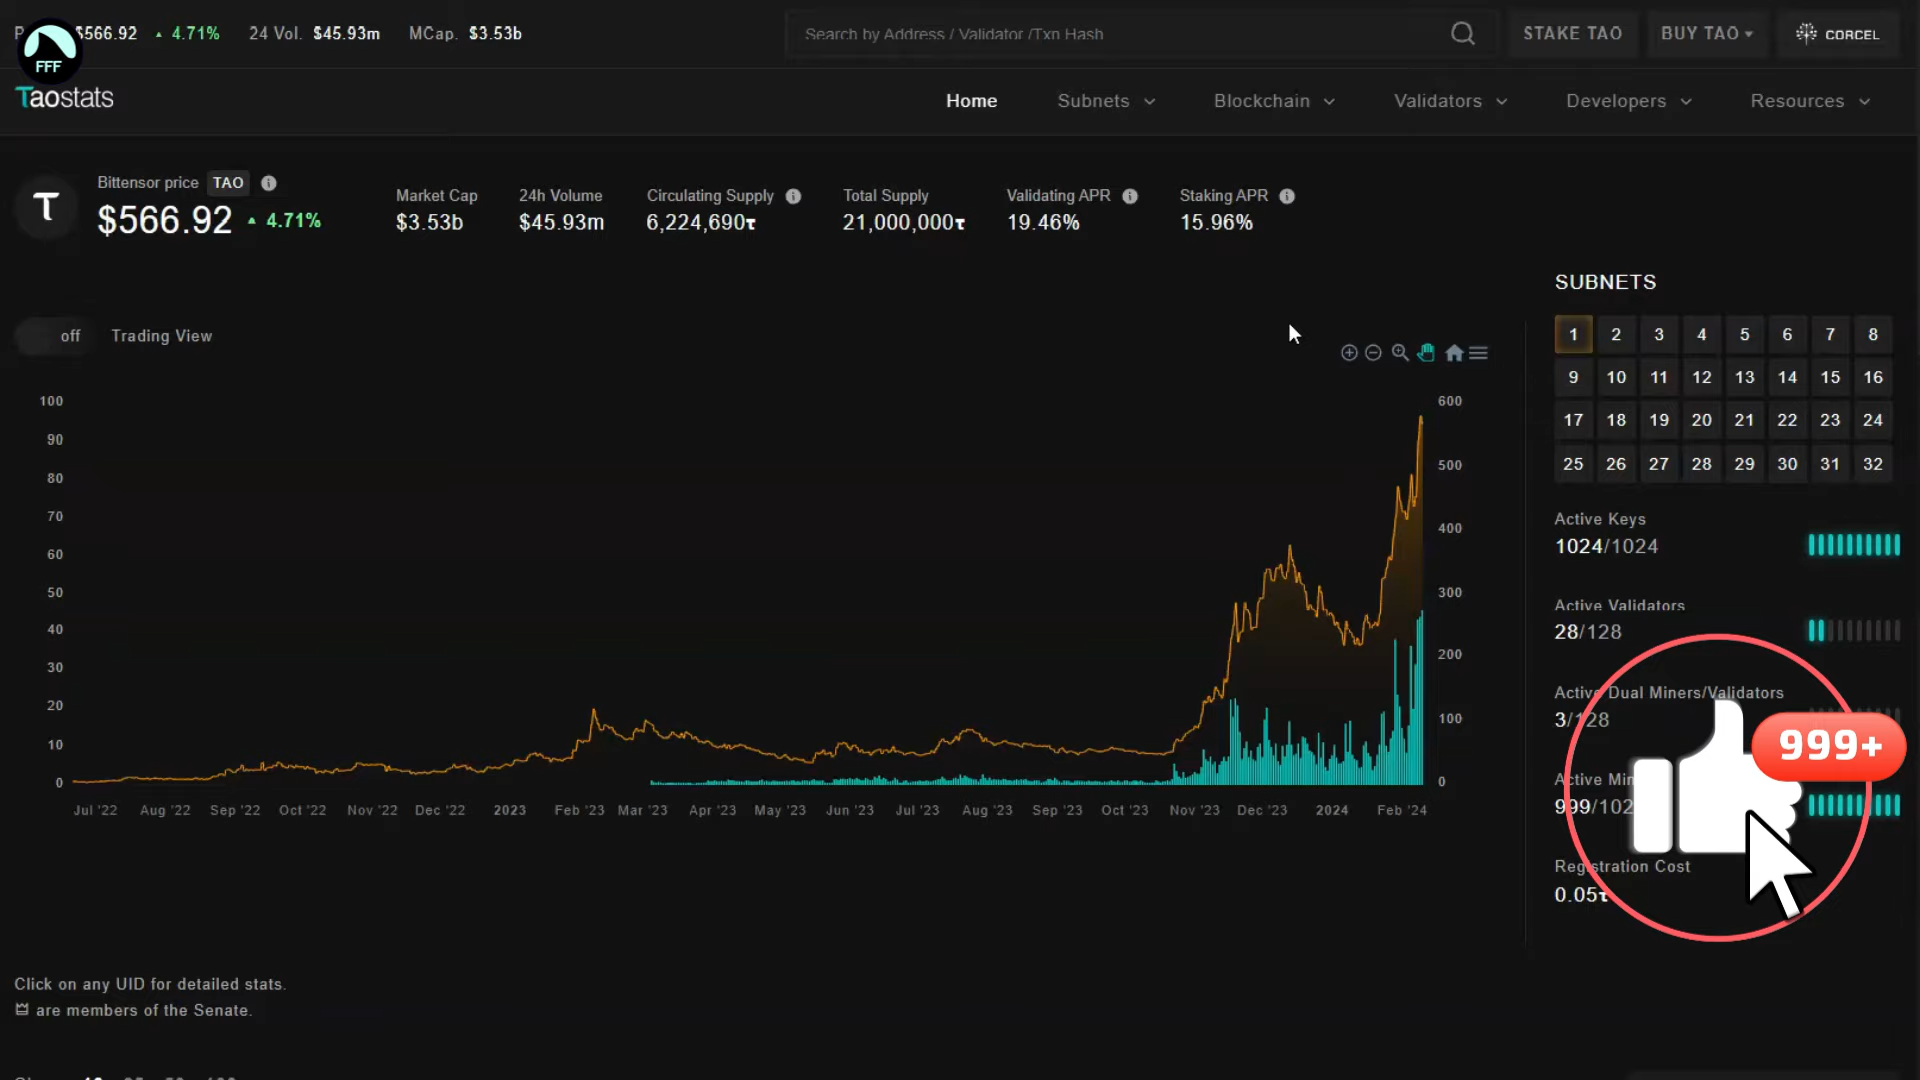 $566.92 ▲ 4.71% 24 Vol. $45.93m MCap. $3.53b
Search by Address / Validator /Txn Hash
STAKE TAO
BUY TAO
CORCEL
FFF
Taostats
Home Subnets Blockchain Validators Developers Resources
Bittensor price TAO
$566.92 ▲ 4.71%
Market Cap
$3.53b
24h Volume
$45.93m
Circulating Supply
6,224,690τ
Total Supply
21,000,000τ
Validating APR
19.46%
Staking APR
15.96%
off Trading View
100
90
80
70
60
50
40
30
20
10
0
600
500
400
300
200
100
0
Jul '22 Aug '22 Sep '22 Oct '22 Nov '22 Dec '22 2023 Feb '23 Mar '23 Apr '23 May '23 Jun '23 Jul '23 Aug '23 Sep '23 Oct '23 Nov '23 Dec '23 2024 Feb '24
SUBNETS
1 2 3 4 5 6 7 8
9 10 11 12 13 14 15 16
17 18 19 20 21 22 23 24
25 26 27 28 29 30 31 32
Active Keys
1024/1024
Active Validators
28/128
Active Dual Miners/Validators
3/128
999+
Active
999/102
Registration Cost
0.05τ
Click on any UID for detailed stats.
are members of the Senate.